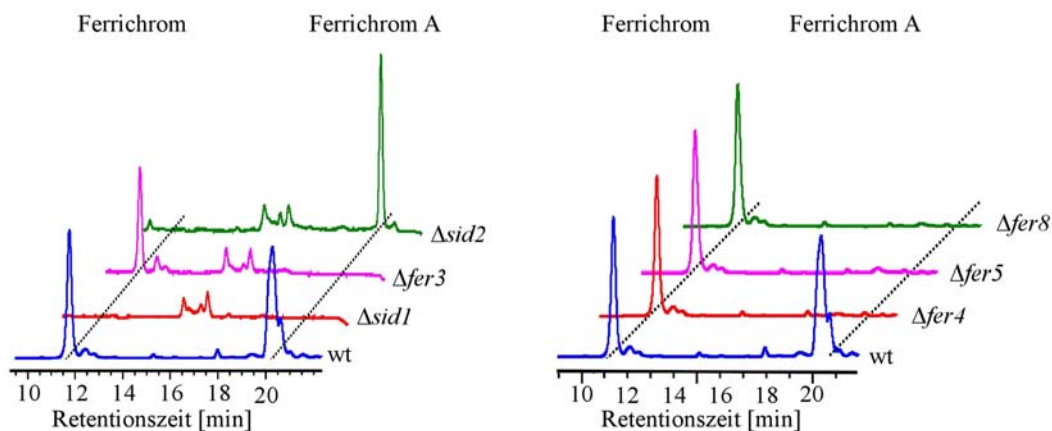 Ferrichrom Ferrichrom A
Δsid2
Δfer3
Δsid1
wt
10 12 14 16 18 20
Retentionszeit [min]
Ferrichrom Ferrichrom A
Δfer8
Δfer5
Δfer4
wt
10 12 14 16 18 20
Retentionszeit [min]